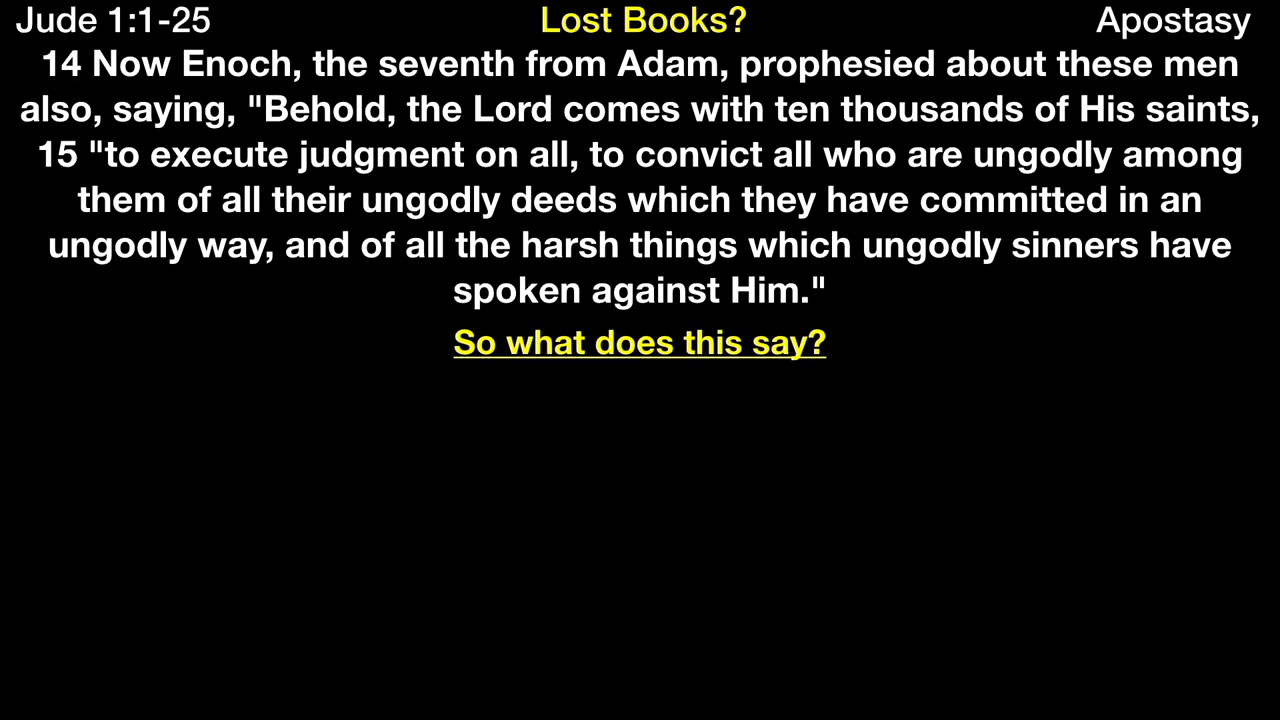 Jude 1:1-25 Lost Books? Apostasy
14 Now Enoch, the seventh from Adam, prophesied about these men
also, saying, "Behold, the Lord comes with ten thousands of His saints,
15 "to execute judgment on all, to convict all who are ungodly among
them of all their ungodly deeds which they have committed in an
ungodly way, and of all the harsh things which ungodly sinners have
spoken against Him."
So what does this say?